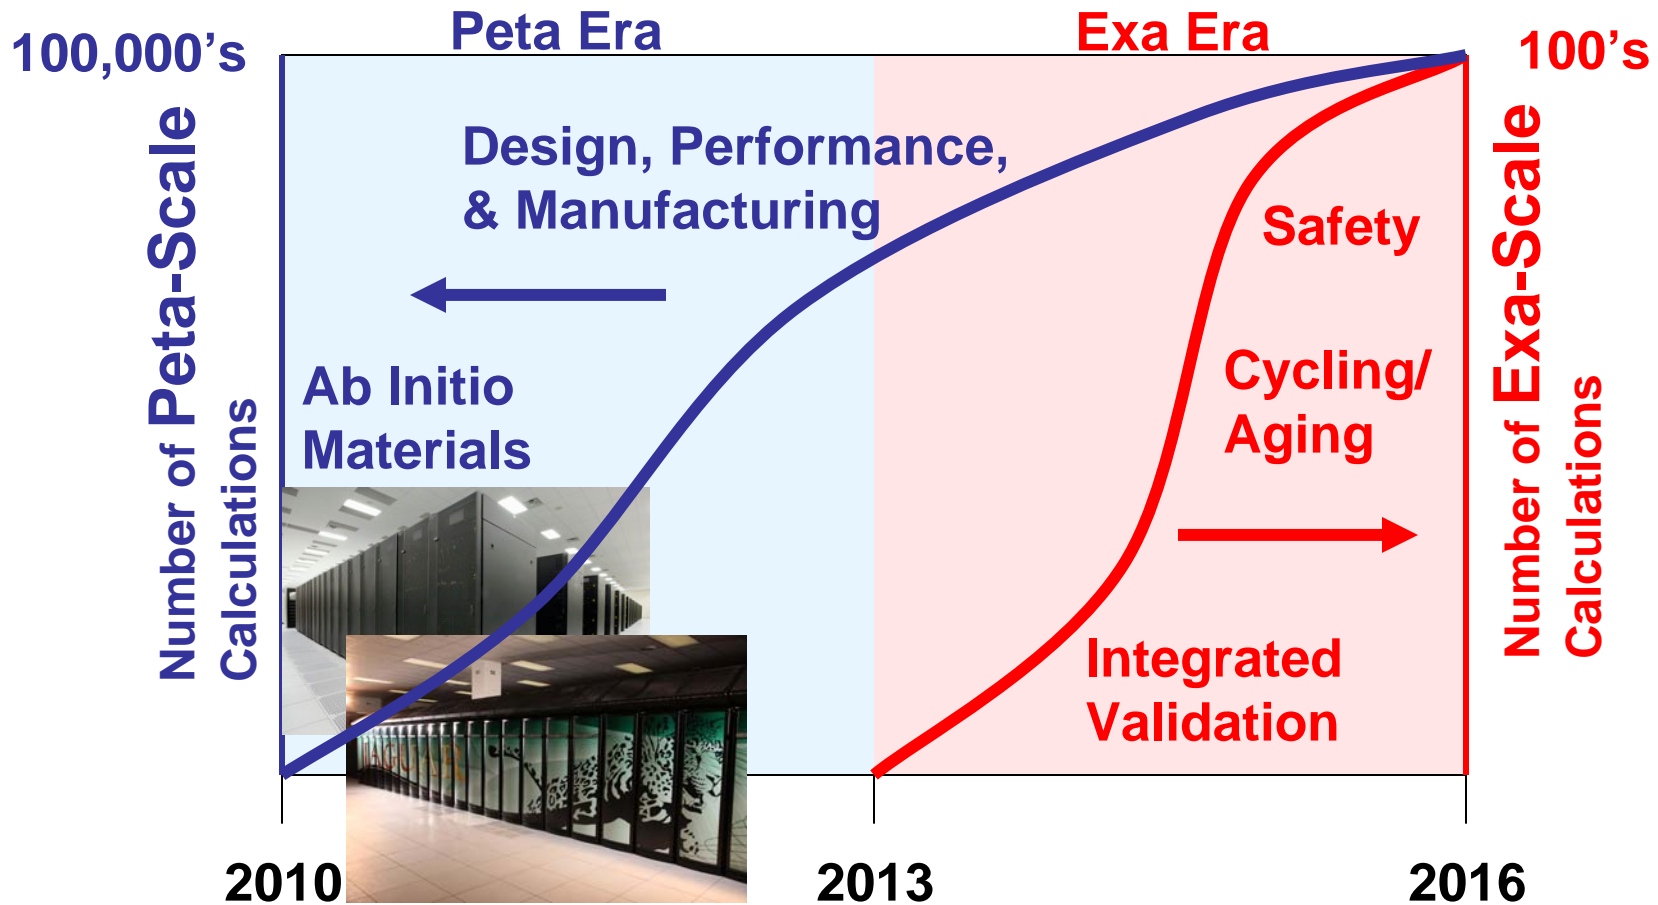 Peta Era
Exa Era
100,000's
100's
Number of Peta-Scale
Calculations
Design, Performance,
& Manufacturing
Ab Initio
Materials
JAGUAR
Safety
Cycling/
Aging
Integrated
Validation
Number of Exa-Scale
Calculations
2010
2013
2016